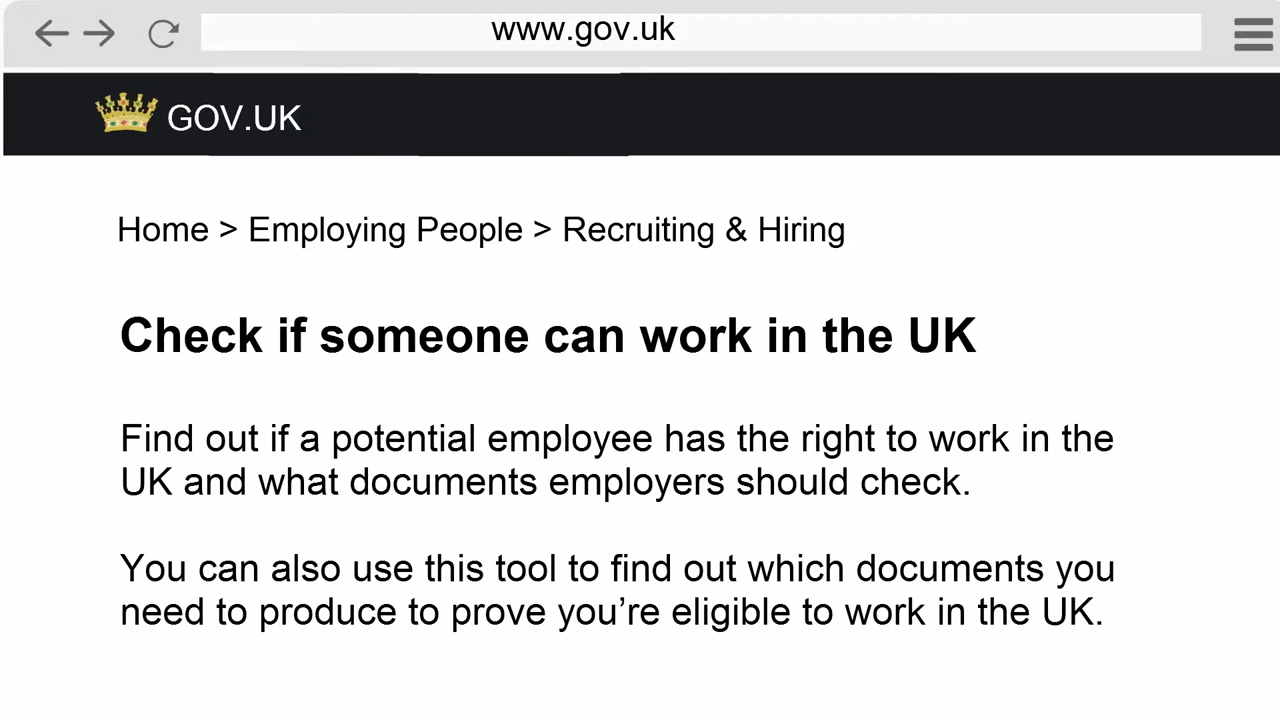 www.gov.uk
GOV.UK
Home > Employing People > Recruiting & Hiring
Check if someone can work in the UK
Find out if a potential employee has the right to work in the
UK and what documents employers should check.
You can also use this tool to find out which documents you
need to produce to prove you’re eligible to work in the UK.